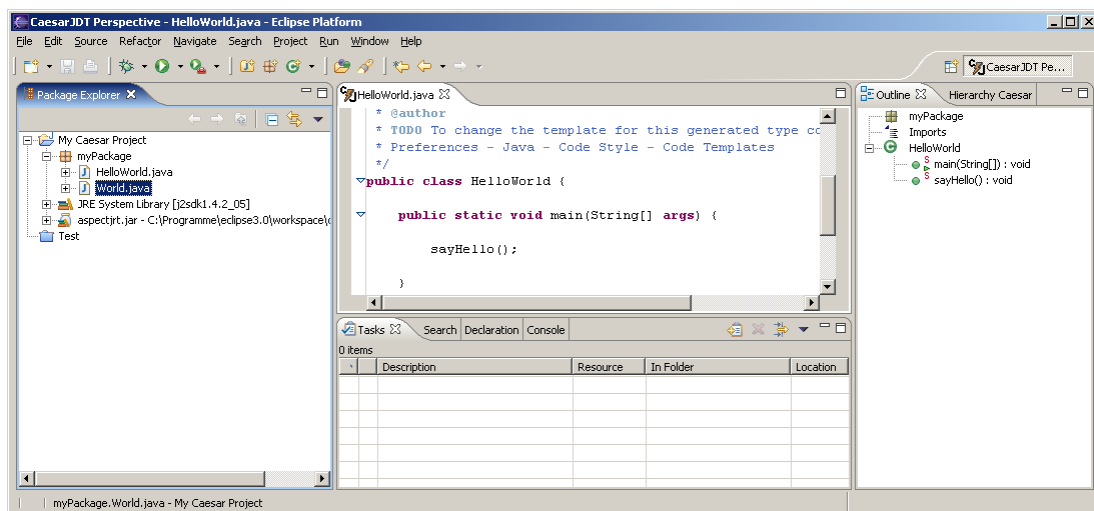 CaesarJDT Perspective - HelloWorld.java - Eclipse Platform
File Edit Source Refactor Navigate Search Project Run Window Help
CaesarJDT Pe...
Package Explorer
My Caesar Project
myPackage
HelloWorld.java
World.java
JRE System Library [j2sdk1.4.2_05]
aspectjrt.jar - C:\Programme\eclipse3.0\workspace\
Test
HelloWorld.java
* @author
* TODO To change the template for this generated type co
* Preferences - Java - Code Style - Code Templates
*/
public class HelloWorld {
public static void main(String[] args) {
sayHello();
}
Tasks Search Declaration Console
0 items
Description Resource In Folder Location
Outline Hierarchy Caesar
myPackage
Imports
HelloWorld
main(String[]) : void
sayHello() : void
myPackage.World.java - My Caesar Project